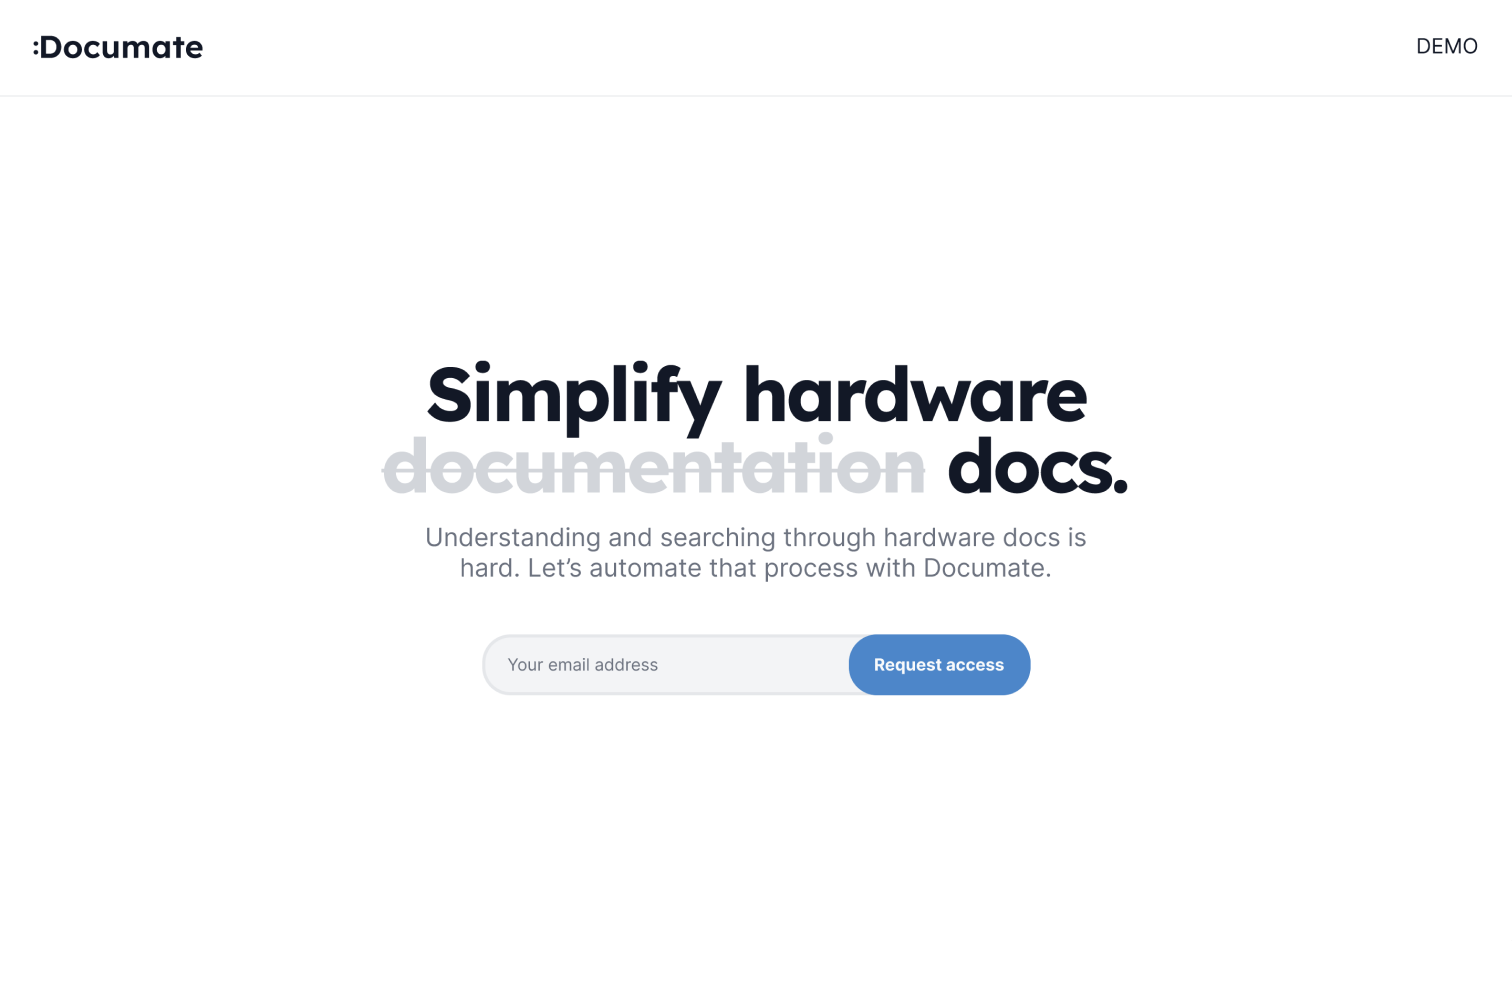 :Documate
DEMO
Simplify hardware
documentation docs.
Understanding and searching through hardware docs is
hard. Let’s automate that process with Documate.
Your email address
Request access